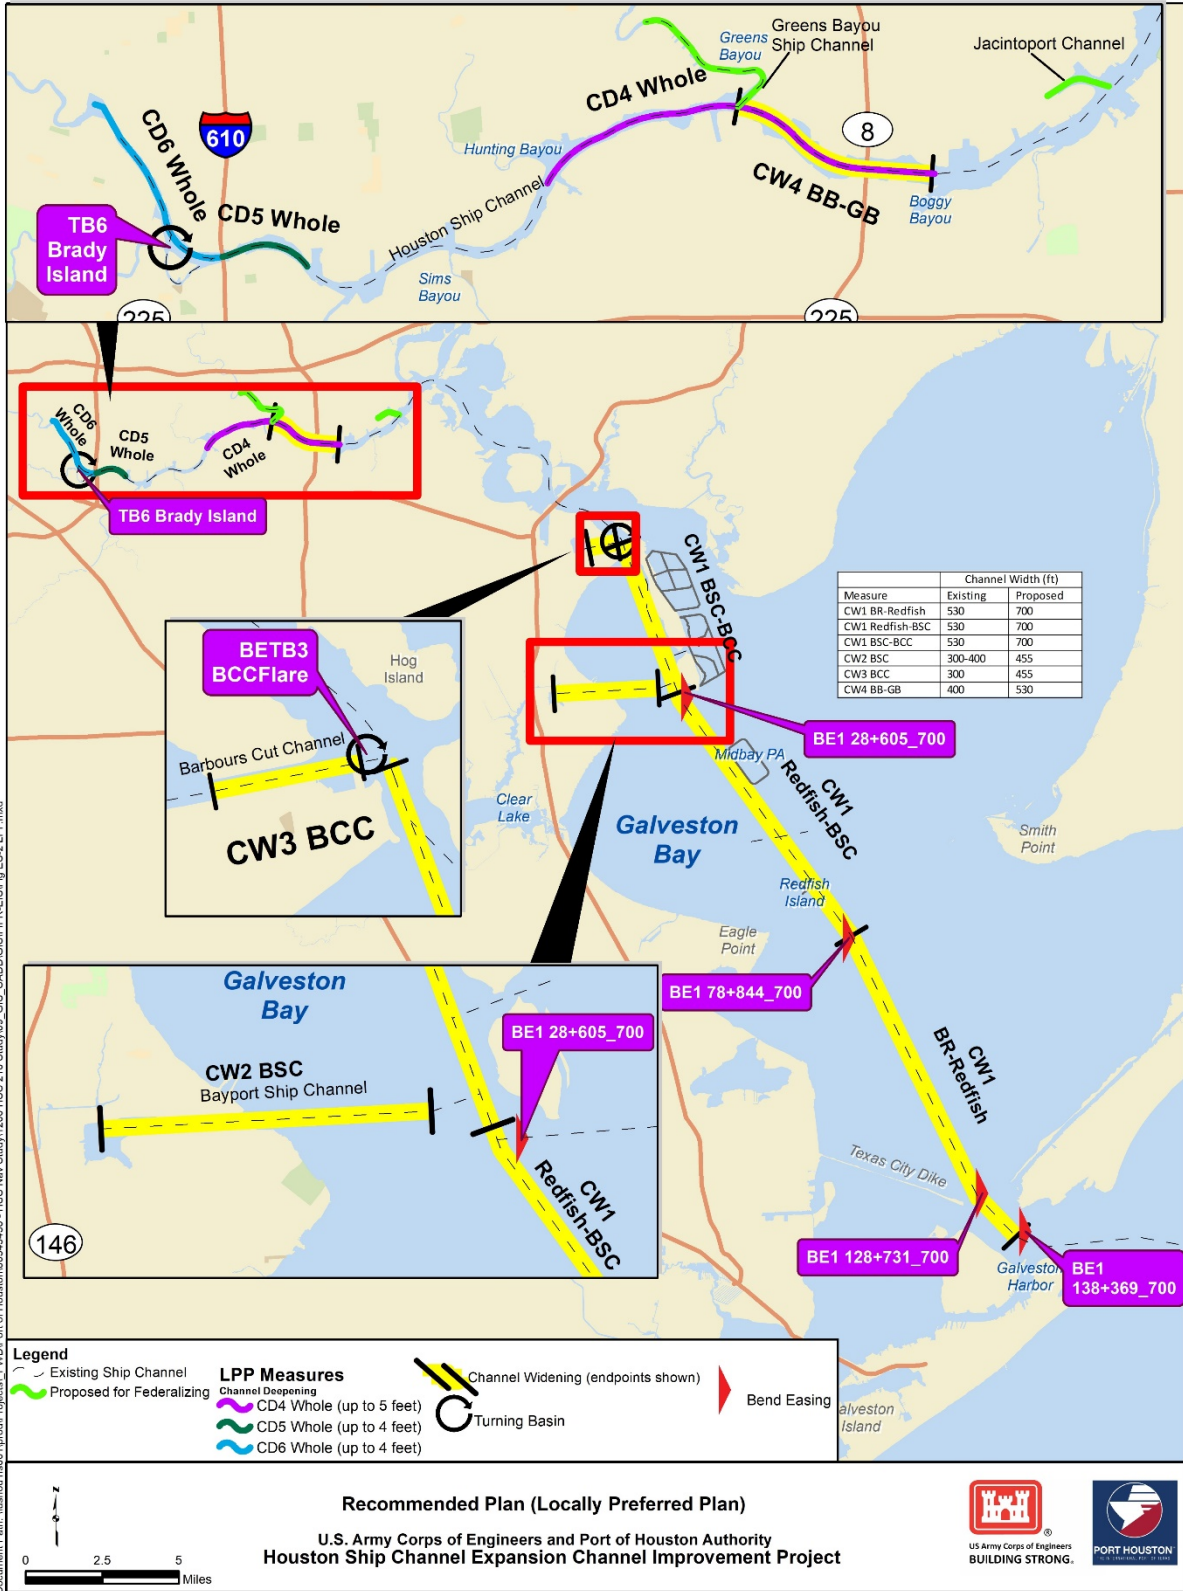 Greens
Bayou
Greens Bayou
Ship Channel
Jacintoport Channel
CD4 Whole
CD6 Whole
610
8
Hunting Bayou
CW4 BB-GB
CD5 Whole
Boggy
Bayou
TB6
Brady
Island
Houston Ship Channel
Sims
Bayou
225
225
CD6
Whole
CD5
Whole
CD4
Whole
TB6 Brady Island
CW1 BSC-BCC
Channel Width (ft)
Measure Existing Proposed
CW1 BR-Redfish 530 700
CW1 Redfish-BSC 530 700
CW1 BSC-BCC 530 700
CW2 BSC 300-400 455
CW3 BCC 300 455
CW4 BB-GB 400 530
BETB3
BCCFlare
Hog
Island
Barbours Cut Channel
CW3 BCC
BE1 28+605_700
Midbay PA
CW1
Redfish-BSC
Clear
Lake
Galveston
Bay
Smith
Point
Redfish
Island
Eagle
Point
BE1 78+844_700
Galveston
Bay
BE1 28+605_700
CW2 BSC
Bayport Ship Channel
CW1
Redfish-BSC
146
CW1
BR-Redfish
Texas City Dike
BE1 128+731_700
Galveston
Harbor
BE1
138+369_700
alveston
Island
Legend
Existing Ship Channel
Proposed for Federalizing
LPP Measures
Channel Deepening
CD4 Whole (up to 5 feet)
CD5 Whole (up to 4 feet)
CD6 Whole (up to 4 feet)
Channel Widening (endpoints shown)
Turning Basin
Bend Easing
N
0 2.5 5
Miles
Recommended Plan (Locally Preferred Plan)
U.S. Army Corps of Engineers and Port of Houston Authority
Houston Ship Channel Expansion Channel Improvement Project
®
US Army Corps of Engineers
BUILDING STRONG®
PORT HOUSTON